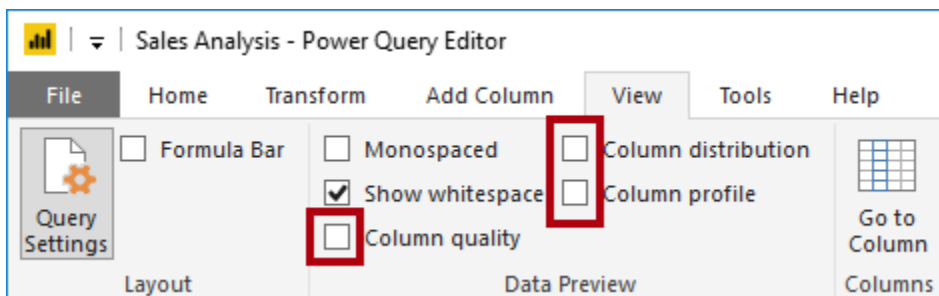 Sales Analysis - Power Query Editor
File Home Transform Add Column View Tools Help
Formula Bar Monospaced Column distribution
Show whitespace Column profile
Query Settings Column quality Go to Column
Layout Data Preview Columns